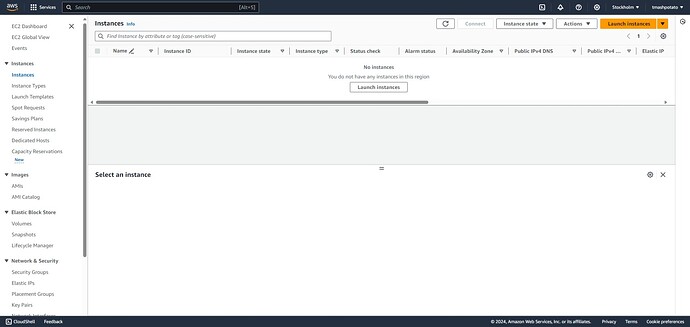 aws
Services
Search
[Alt+S]
Stockholm
tmashpotato
EC2 Dashboard
EC2 Global View
Events
Instances
Instances
Instance Types
Launch Templates
Spot Requests
Savings Plans
Reserved Instances
Dedicated Hosts
Capacity Reservations
New
Images
AMIs
AMI Catalog
Elastic Block Store
Volumes
Snapshots
Lifecycle Manager
Network & Security
Security Groups
Elastic IPs
Placement Groups
Key Pairs
Instances Info
Connect
Instance state
Actions
Launch instances
Find Instance by attribute or tag (case-sensitive)
1
Name Instance ID Instance state Instance type Status check Alarm status Availability Zone Public IPv4 DNS Public IPv4 ... Elastic IP
No instances
You do not have any instances in this region
Launch instances
Select an instance
CloudShell Feedback
© 2024, Amazon Web Services, Inc. or its affiliates. Privacy Terms Cookie preferences